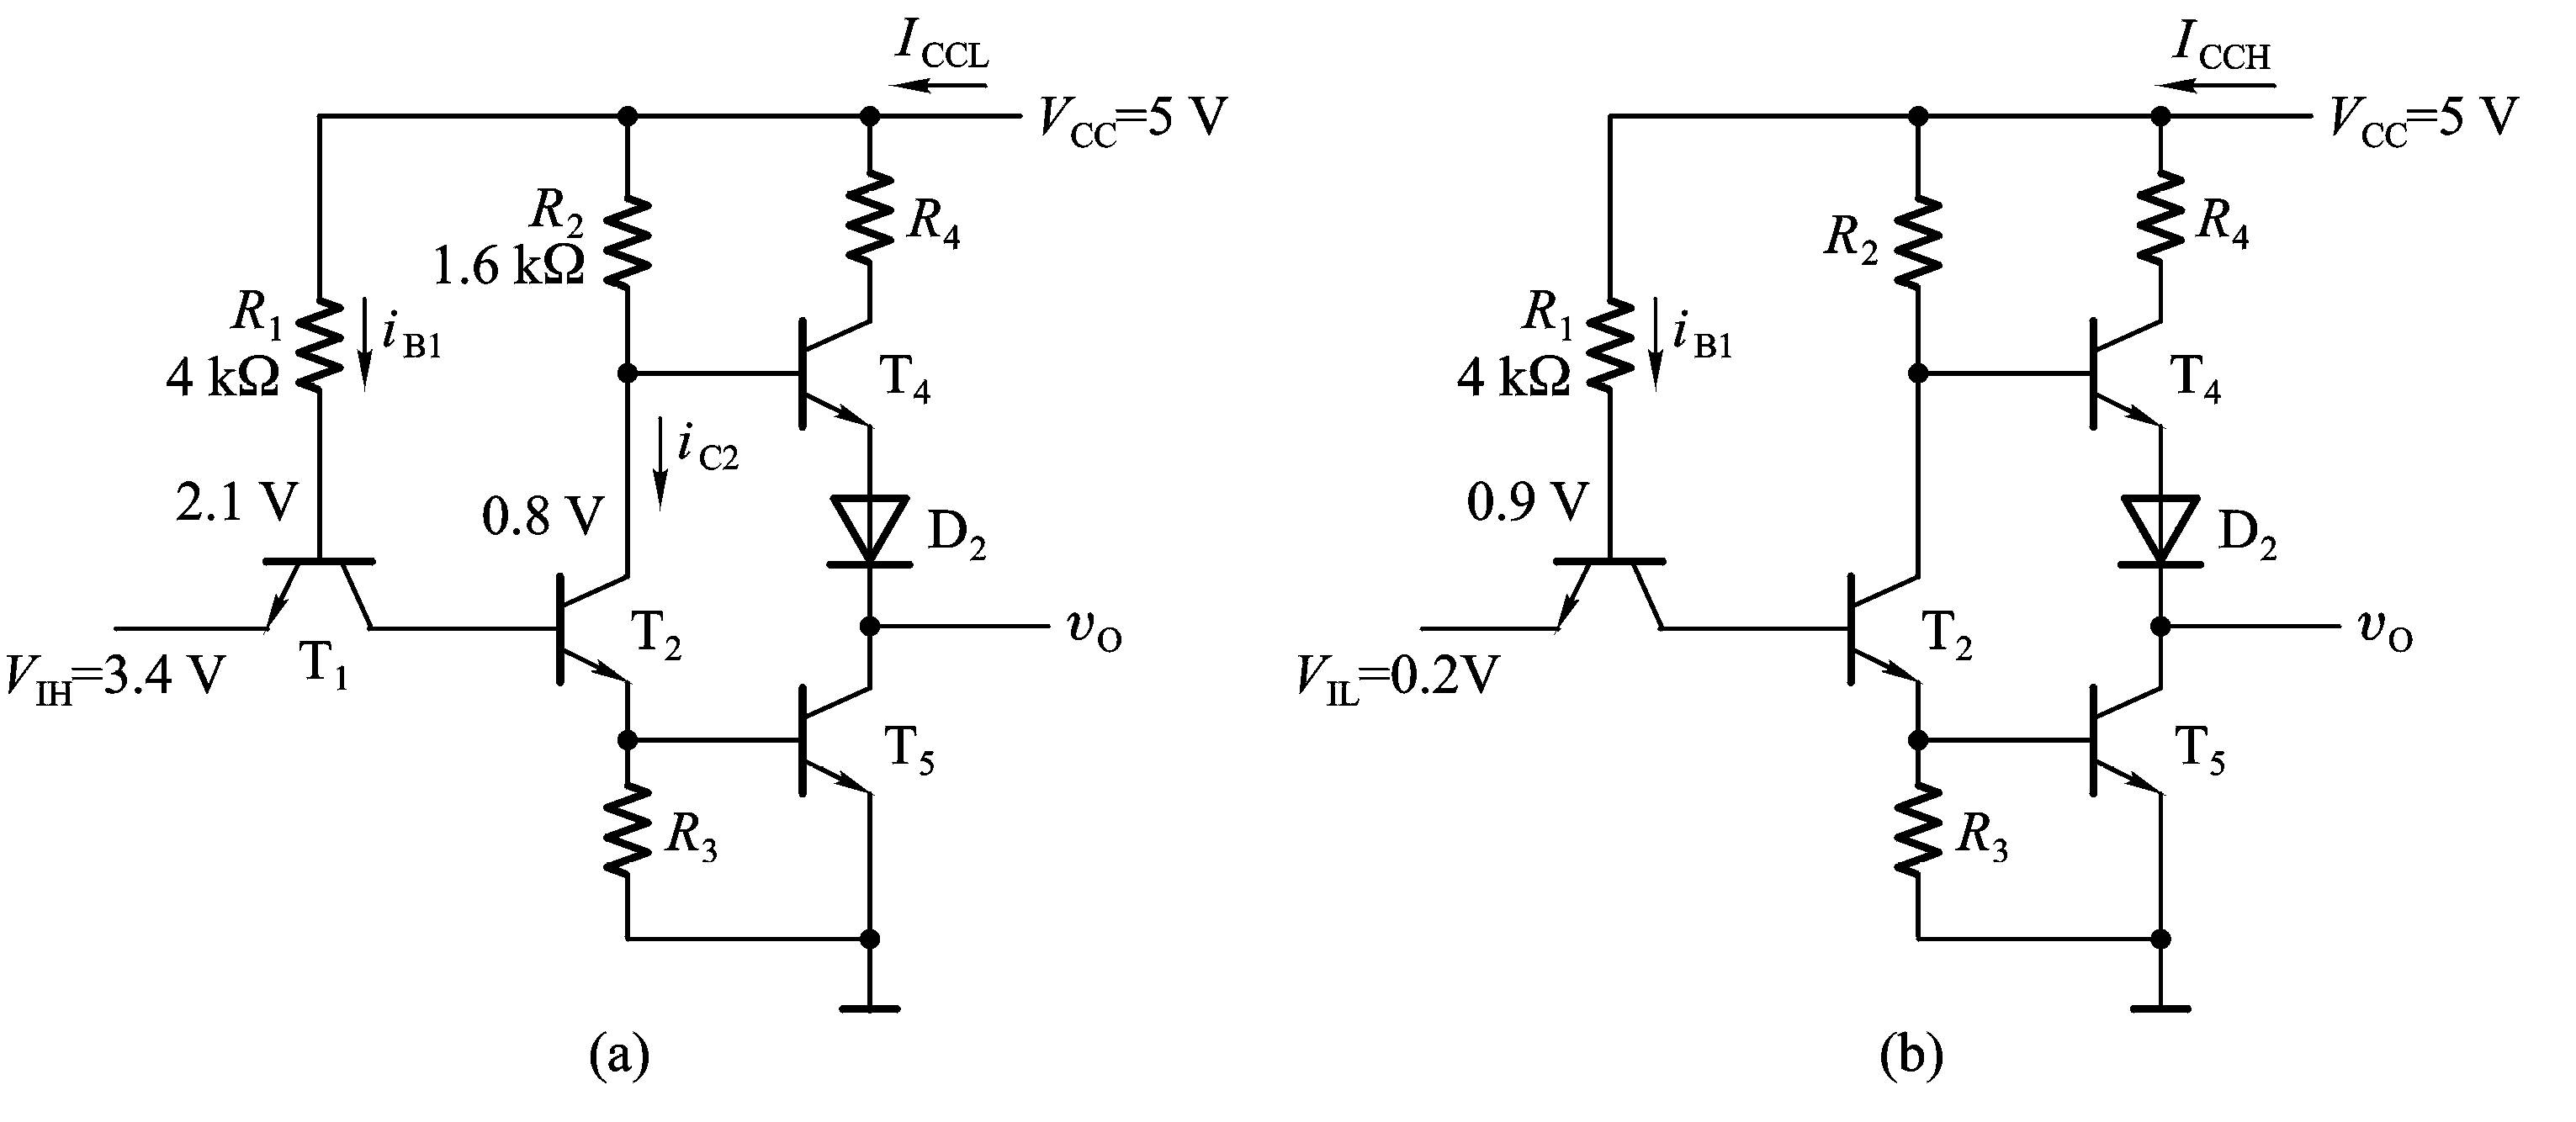 I_CCL
V_CC=5 V
R_2
1.6 kΩ
R_4
R_1
4 kΩ
i_B1
T_4
i_C2
2.1 V
0.8 V
D_2
V_IH=3.4 V
T_1
T_2
υ_O
T_5
R_3
(a)
I_CCH
V_CC=5 V
R_2
R_4
R_1
4 kΩ
i_B1
T_4
0.9 V
D_2
V_IL=0.2V
T_2
υ_O
T_5
R_3
(b)